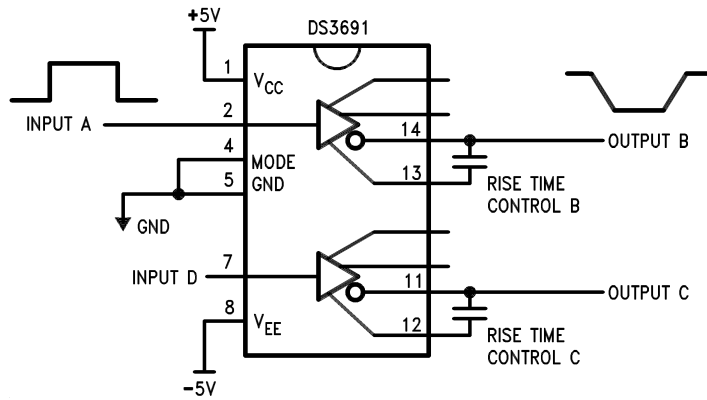 +5V
DS3691
1
VCC
2
INPUT A
14
OUTPUT B
4
MODE
5
GND
13
RISE TIME
CONTROL B
GND
7
INPUT D
11
OUTPUT C
8
VEE
12
RISE TIME
CONTROL C
-5V